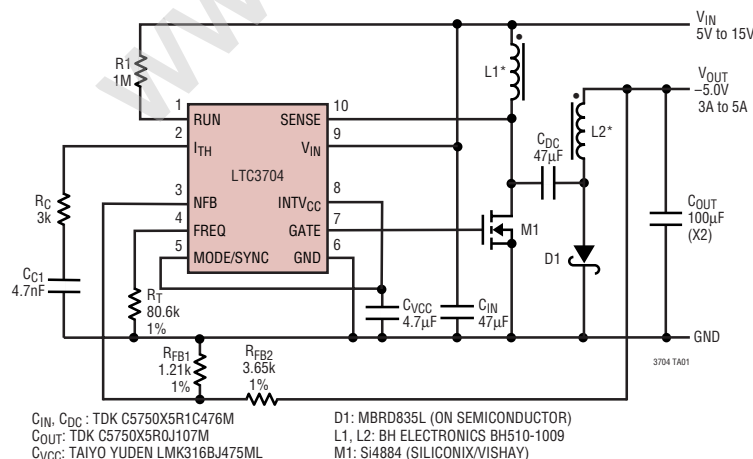 WW
VIN
5V to 15V
R1
1M
L1*
VOUT
–5.0V
3A to 5A
1
RUN
2
ITH
3
NFB
4
FREQ
5
MODE/SYNC
LTC3704
SENSE
10
VIN
9
INTVCC
8
GATE
7
GND
6
CDC
47µF
L2*
RC
3k
M1
COUT
100µF
(X2)
D1
CC1
4.7nF
RT
80.6k
1%
CVCC
4.7µF
CIN
47µF
GND
RFB1
1.21k
1%
RFB2
3.65k
1%
3704 TA01
CIN, CDC : TDK C5750X5R1C476M
COUT: TDK C5750X5R0J107M
CVCC: TAIYO YUDEN LMK316BJ475ML
D1: MBRD835L (ON SEMICONDUCTOR)
L1, L2: BH ELECTRONICS BH510-1009
M1: Si4884 (SILICONIX/VISHAY)